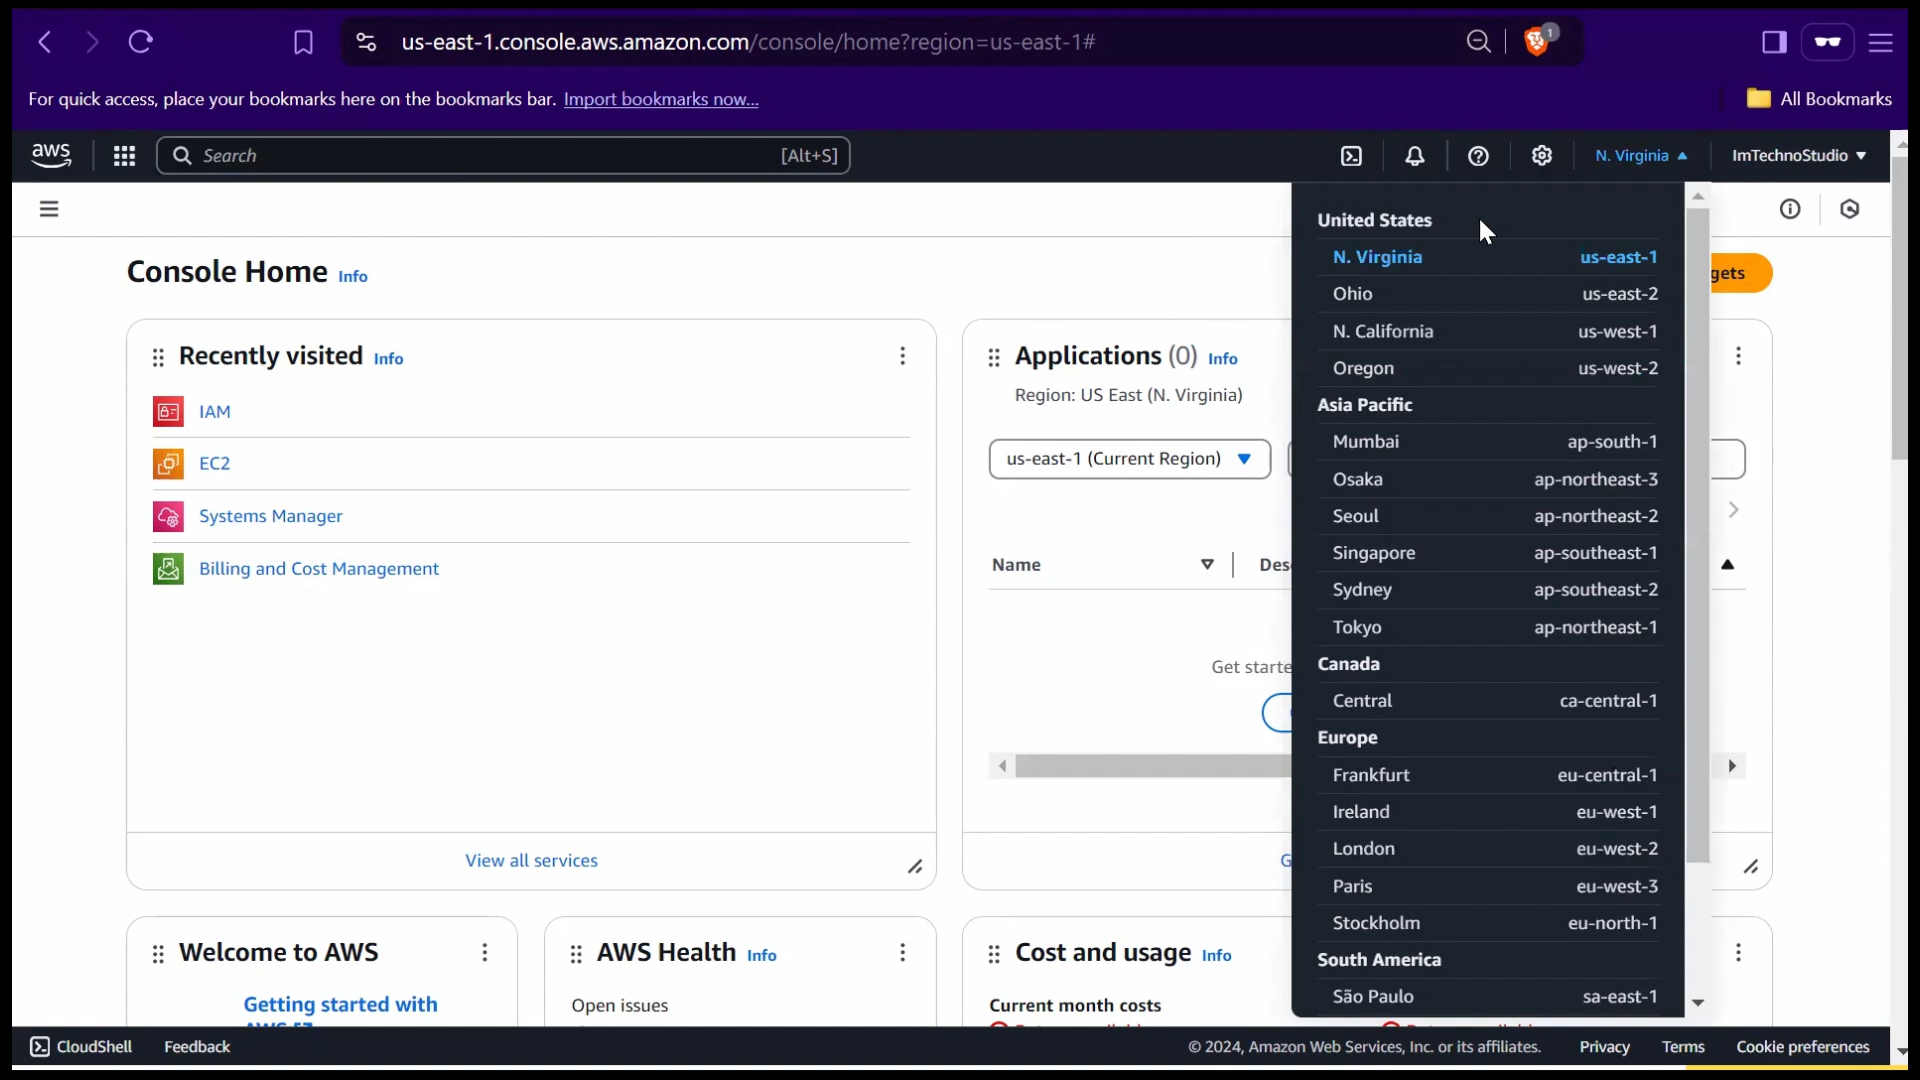 us-east-1.console.aws.amazon.com/console/home?region=us-east-1#
1
For quick access, place your bookmarks here on the bookmarks bar. Import bookmarks now...
All Bookmarks
aws
Search
[Alt+S]
N. Virginia
ImTechnoStudio
Console Home Info
gets
Recently visited Info
IAM
EC2
Systems Manager
Billing and Cost Management
View all services
Applications (0) Info
Region: US East (N. Virginia)
us-east-1 (Current Region)
Name
Des
Get starte
G
United States
N. Virginia us-east-1
Ohio us-east-2
N. California us-west-1
Oregon us-west-2
Asia Pacific
Mumbai ap-south-1
Osaka ap-northeast-3
Seoul ap-northeast-2
Singapore ap-southeast-1
Sydney ap-southeast-2
Tokyo ap-northeast-1
Canada
Central ca-central-1
Europe
Frankfurt eu-central-1
Ireland eu-west-1
London eu-west-2
Paris eu-west-3
Stockholm eu-north-1
South America
São Paulo sa-east-1
Welcome to AWS
Getting started with
AWS
AWS Health Info
Open issues
Cost and usage Info
Current month costs
CloudShell
Feedback
© 2024, Amazon Web Services, Inc. or its affiliates.
Privacy
Terms
Cookie preferences